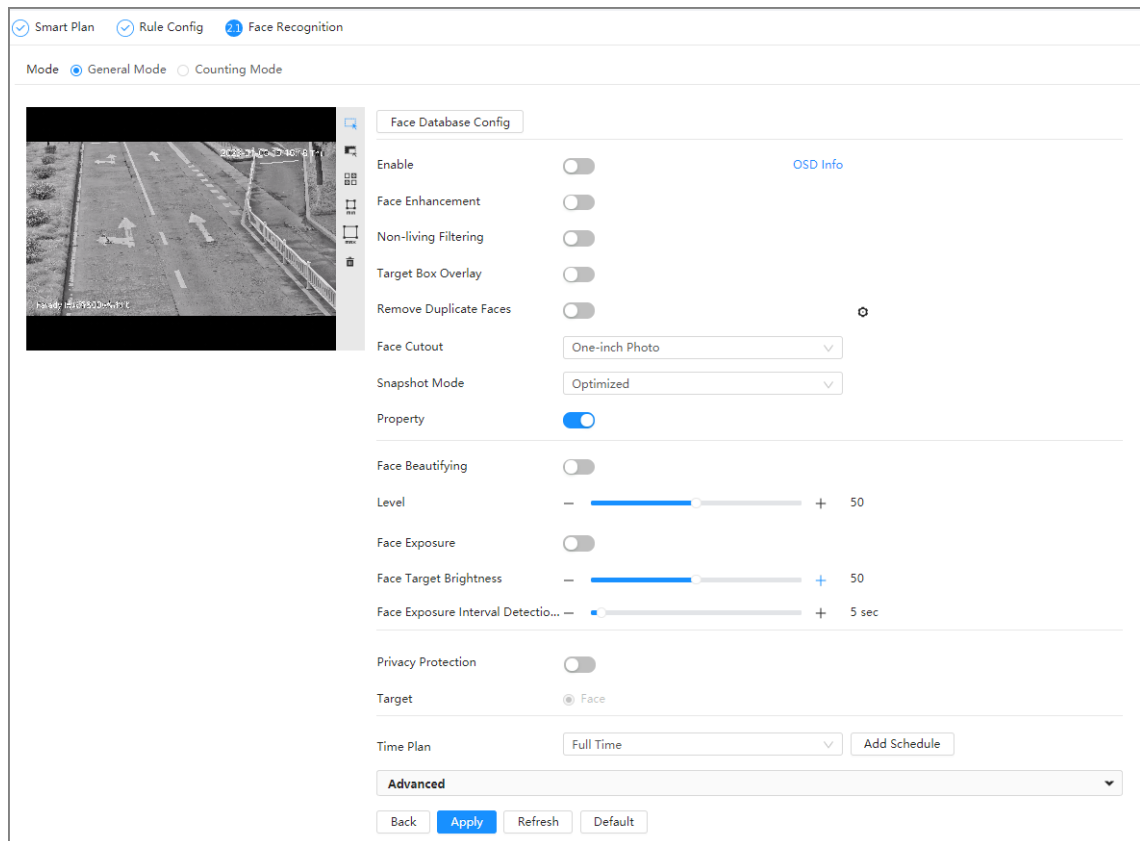 Smart Plan Rule Config 2.1 Face Recognition
Mode General Mode Counting Mode
Face Database Config
Enable OSD Info
Face Enhancement
min
Non-living Filtering
max
Target Box Overlay
Remove Duplicate Faces
Face Cutout One-inch Photo
Snapshot Mode Optimized
Property
Face Beautifying
Level − + 50
Face Exposure
Face Target Brightness − + 50
Face Exposure Interval Detectio... − + 5 sec
Privacy Protection
Target Face
Time Plan Full Time Add Schedule
Advanced
Back Apply Refresh Default